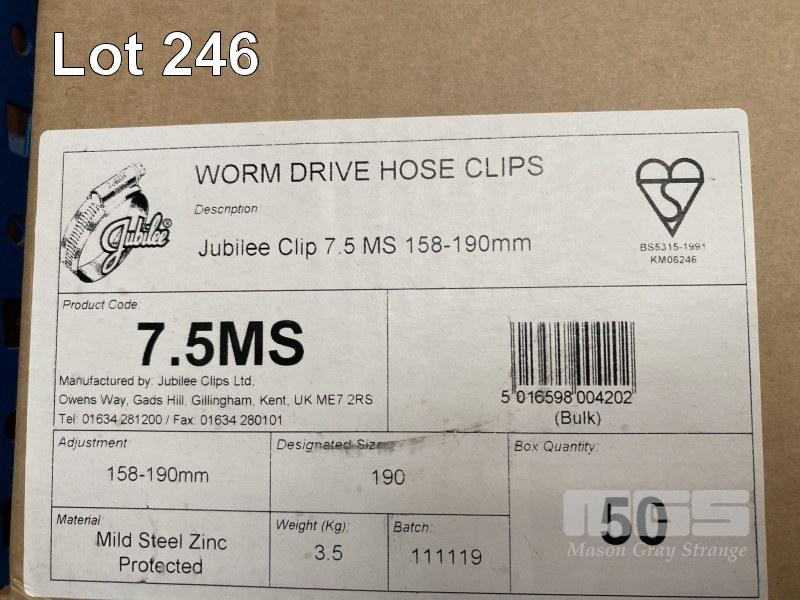 Lot 246
WORM DRIVE HOSE CLIPS
Jubilee®
Description
Jubilee Clip 7.5 MS 158-190mm
BS5315-1991
KM06246
Product Code:
7.5MS
Manufactured by: Jubilee Clips Ltd,
Owens Way, Gads Hill, Gillingham, Kent, UK ME7 2RS
Tel: 01634 281200 / Fax: 01634 280101
5 016598 004202
(Bulk)
Adjustment
158-190mm
Designated Size
190
Box Quantity:
50
Material:
Mild Steel Zinc
Protected
Weight (Kg):
3.5
Batch:
111119
MGS
Mason Gray Strange